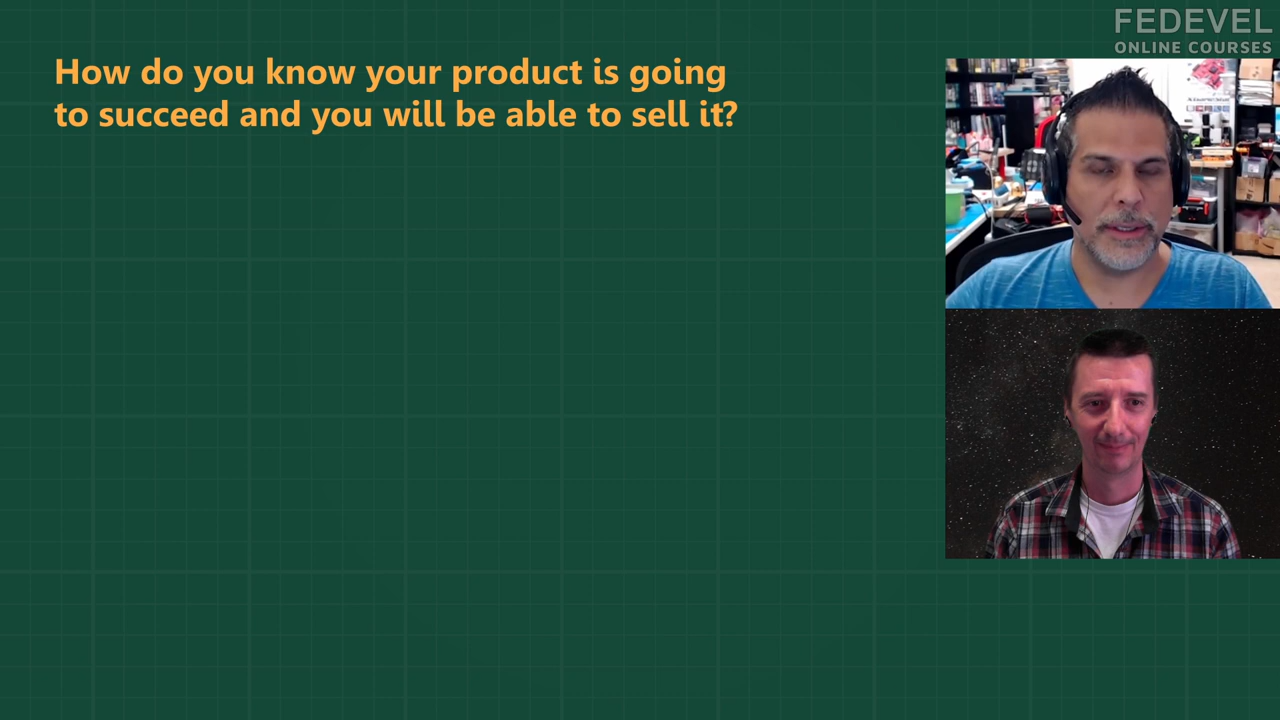 FEDEVEL
ONLINE COURSES
How do you know your product is going
to succeed and you will be able to sell it?